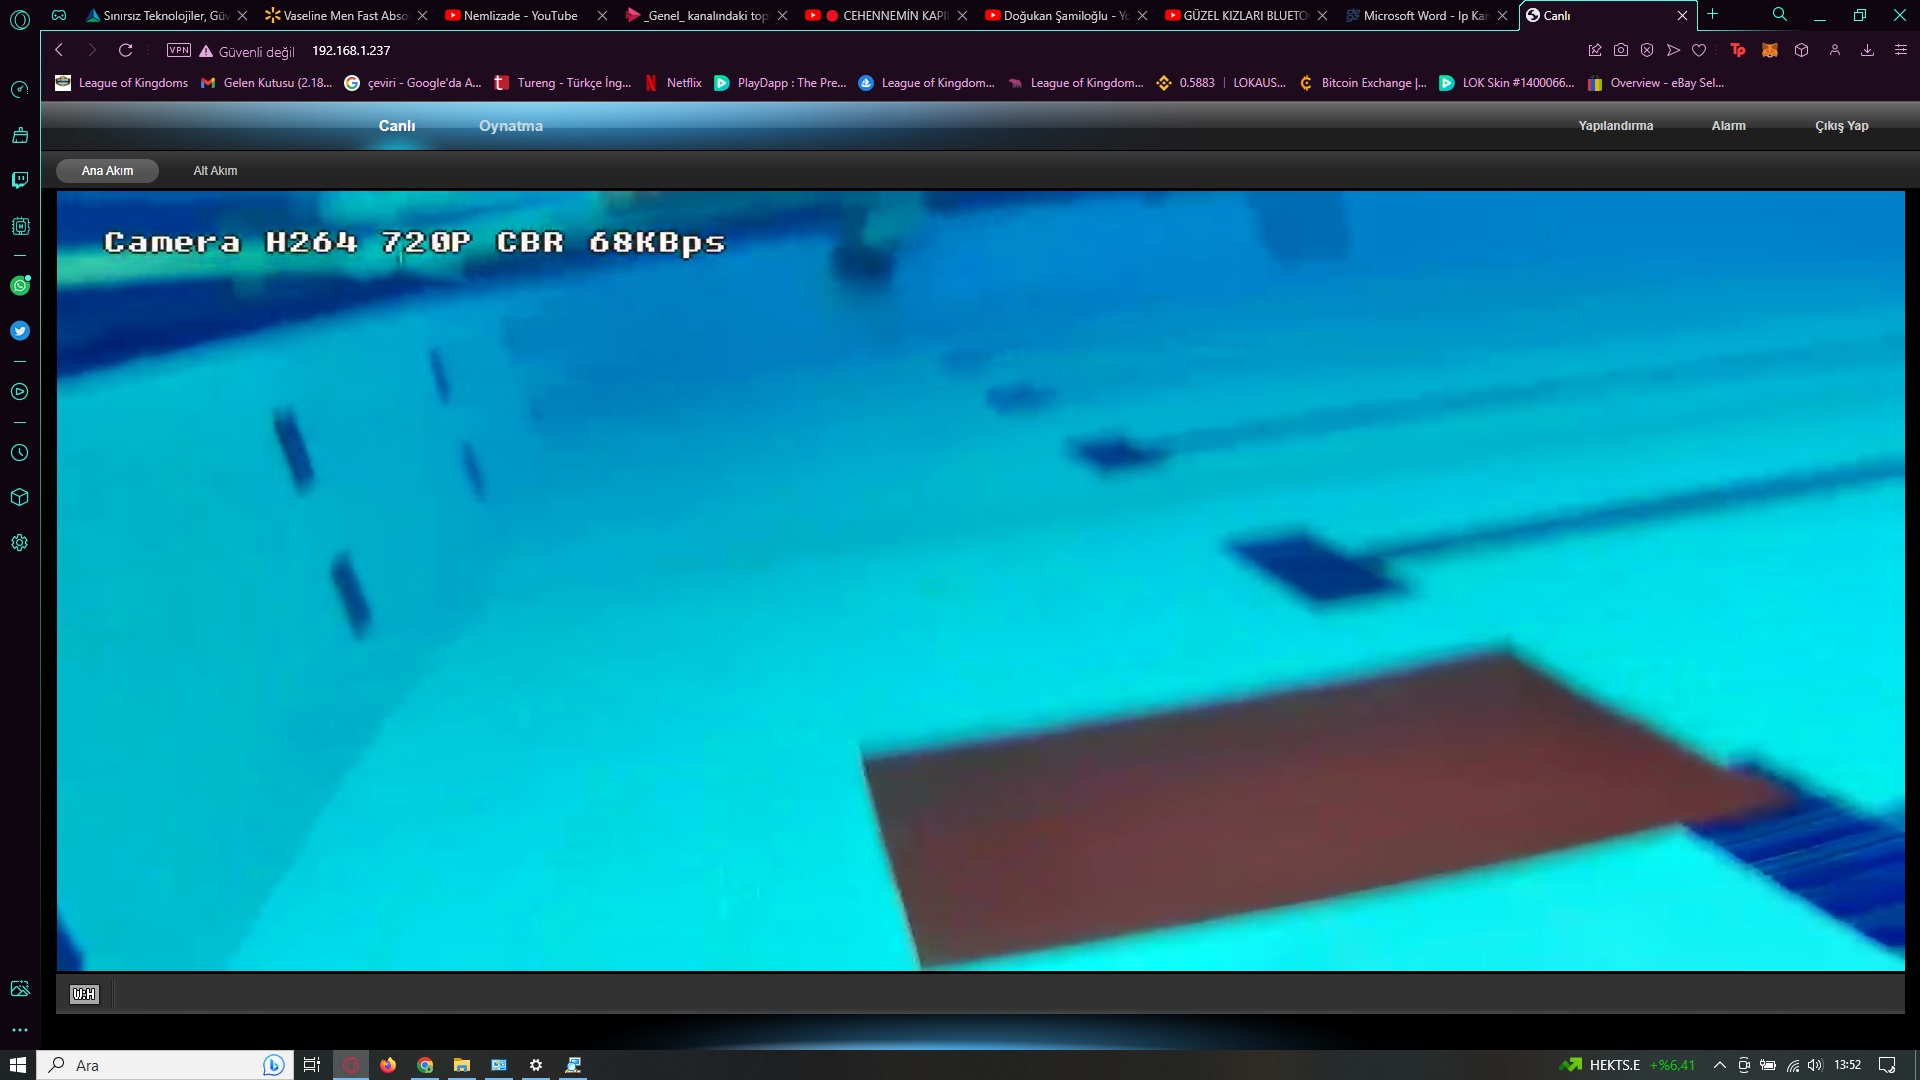 Sınırsız Teknolojiler, Gü
Vaseline Men Fast Abso
Nemlizade - YouTube
_Genel_ kanalındaki top
CEHENNEMİN KAPI
Doğukan Şamiloğlu - Yo
GÜZEL KIZLARI BLUETO
Microsoft Word - Ip Kar
Canlı
VPN
Güvenli değil
192.168.1.237
Tp
League of Kingdoms
Gelen Kutusu (2.18...
çeviri - Google'da A...
Tureng - Türkçe İng...
Netflix
PlayDapp : The Pre...
League of Kingdom...
League of Kingdom...
0.5883 | LOKAUS...
Bitcoin Exchange |...
LOK Skin #1400066...
Overview - eBay Sel...
Canlı
Oynatma
Yapılandırma
Alarm
Çıkış Yap
Ana Akım
Alt Akım
Camera H264 720P CBR 68KBps
W:H
Ara
HEKTS.E
+%6,41
13:52